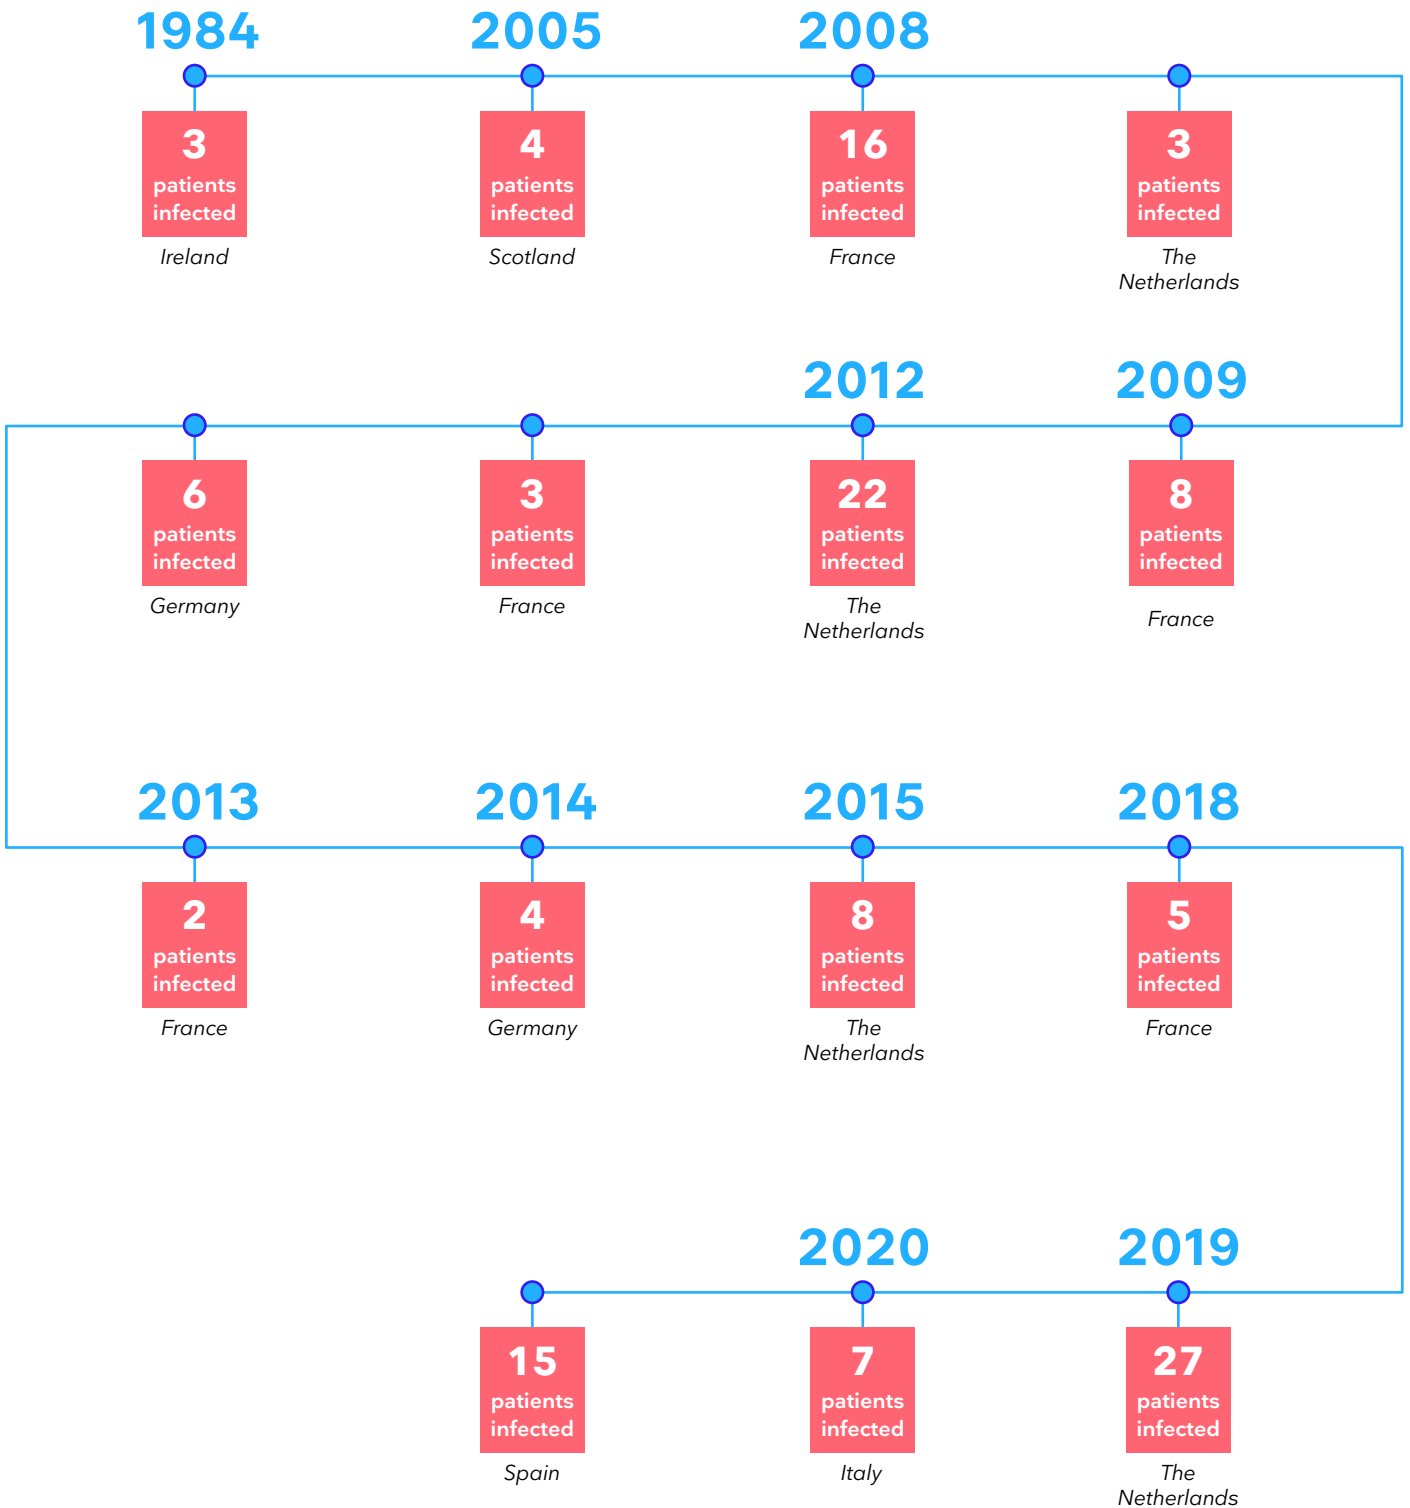 1984
2005
2008
3
patients
infected
Ireland
4
patients
infected
Scotland
16
patients
infected
France
3
patients
infected
The
Netherlands
2012
2009
6
patients
infected
Germany
3
patients
infected
France
22
patients
infected
The
Netherlands
8
patients
infected
France
2013
2014
2015
2018
2
patients
infected
France
4
patients
infected
Germany
8
patients
infected
The
Netherlands
5
patients
infected
France
2020
2019
15
patients
infected
Spain
7
patients
infected
Italy
27
patients
infected
The
Netherlands